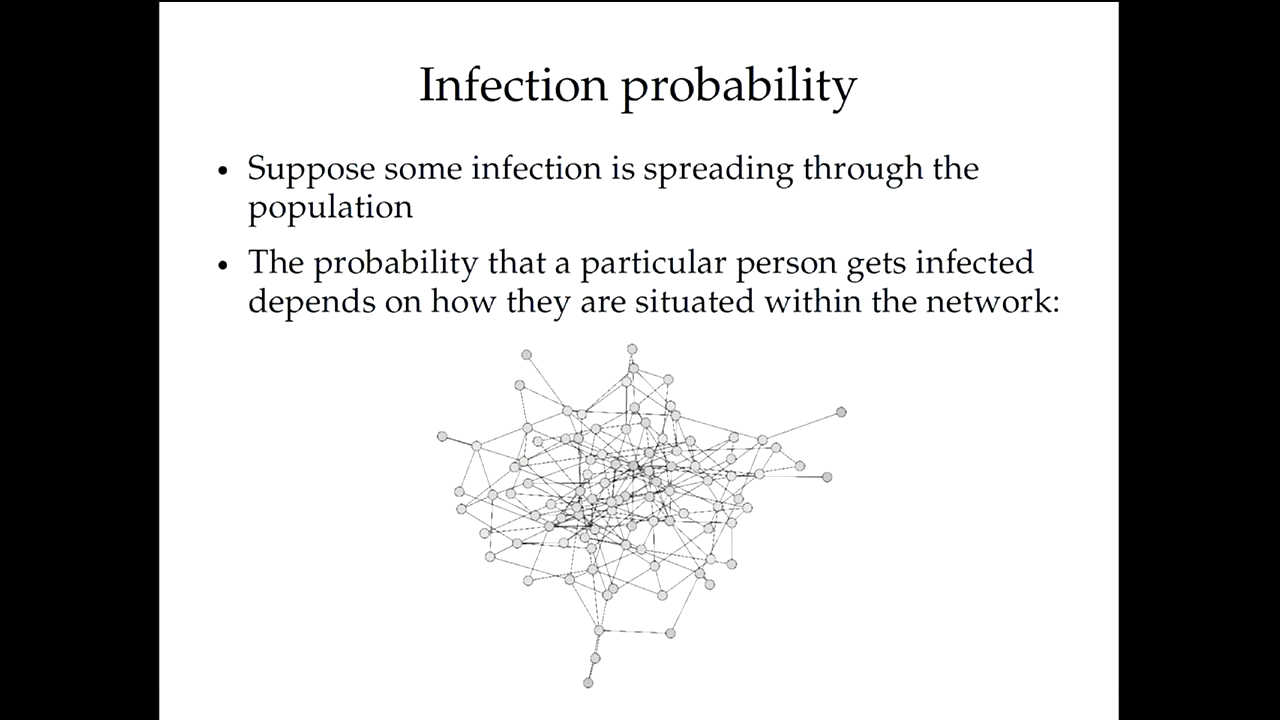 Infection probability
• Suppose some infection is spreading through the
population
• The probability that a particular person gets infected
depends on how they are situated within the network: